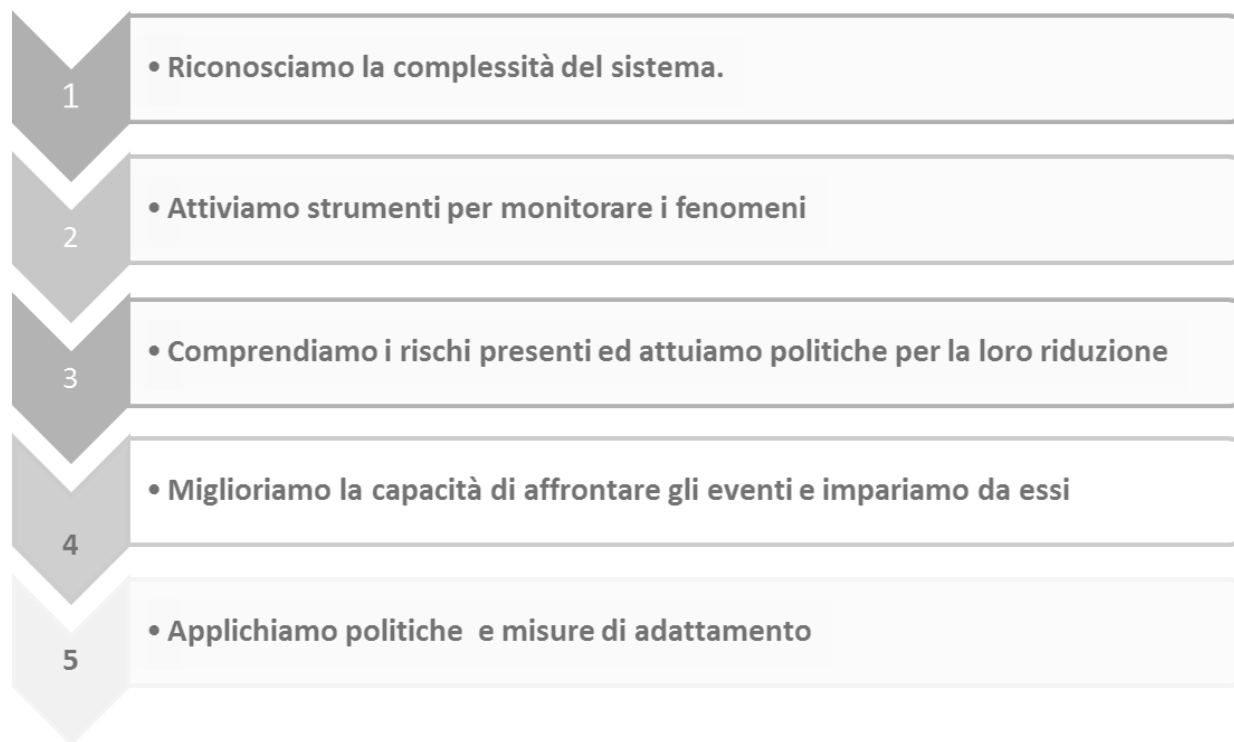 1
• Riconosciamo la complessità del sistema.
2
• Attiviamo strumenti per monitorare i fenomeni
3
• Comprendiamo i rischi presenti ed attuiamo politiche per la loro riduzione
4
• Miglioriamo la capacità di affrontare gli eventi e impariamo da essi
5
• Applichiamo politiche  e misure di adattamento